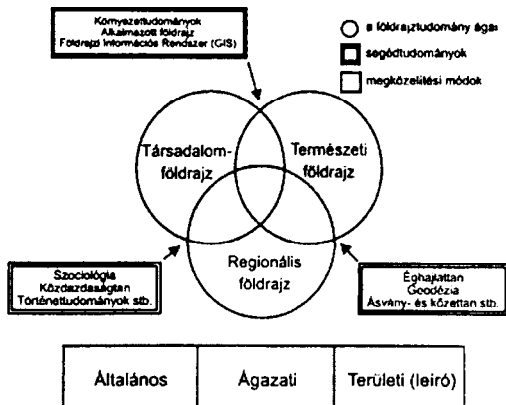 Környezettudományok
Alkalmazott földrajz
Földrajzi Információs Rendszer (GIS)
a földrajztudomány ágai
segédtudományok
megközelítési módok
Társadalom-
földrajz
Természeti
földrajz
Regionális
földrajz
Szociológia
Közdazdaságtan
Történettudományok stb.
Éghajlattan
Geodézia
Ásvány- és kőzettan stb.
Általános
Ágazati
Területi (leíró)